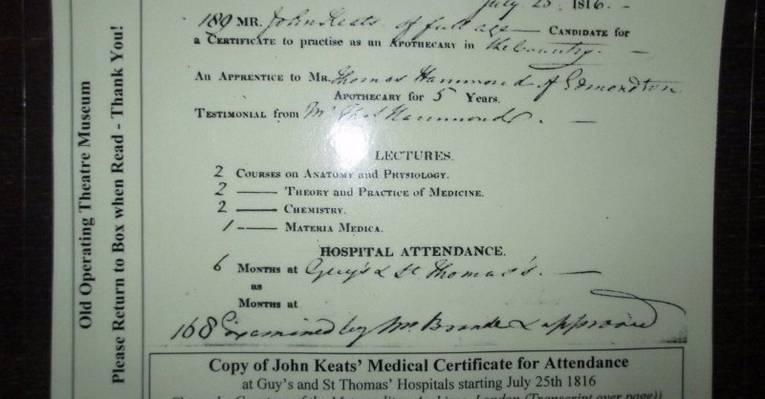 July 25 1816. —
189 Mr. John Keats of full age Candidate for
a Certificate to practise as an Apothecary in the Country. —
An Apprentice to Mr. Thomas Hammond of Edmonton
Apothecary for 5 Years.
Testimonial from Mr Thos Hammond. —
LECTURES.
2 Courses on Anatomy and Physiology.
2 —— Theory and Practice of Medicine.
2 —— Chemistry.
1 —— Materia Medica.
HOSPITAL ATTENDANCE.
6 Months at Guy's & St Thomas's. —
as
Months at
168 Examined by Mr Brande & approved
Copy of John Keats' Medical Certificate for Attendance
at Guy's and St Thomas' Hospitals starting July 25th 1816
London (Transcript over page)]
Old Operating Theatre Museum
Please Return to Box when Read - Thank You!